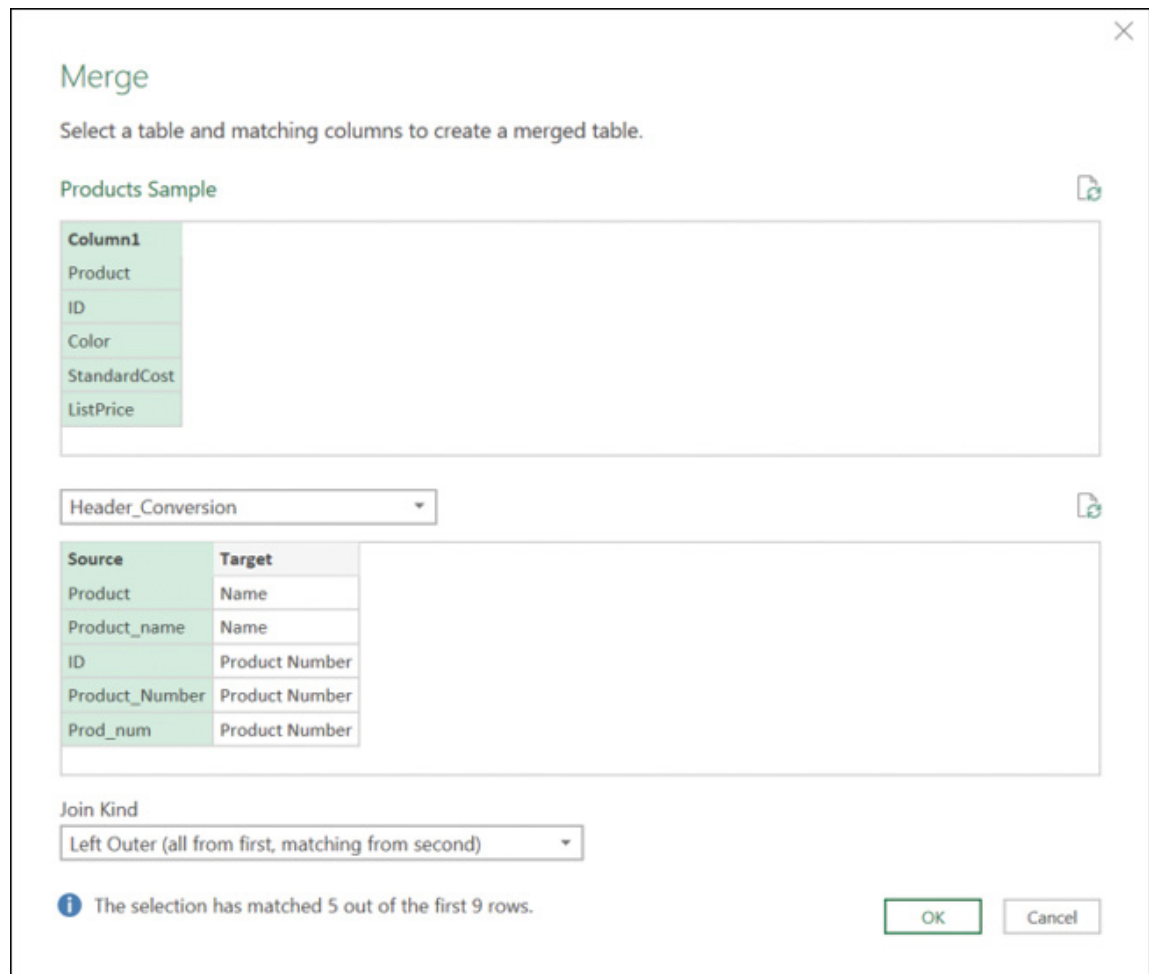 Merge
Select a table and matching columns to create a merged table.
Products Sample
Column1
Product
ID
Color
StandardCost
ListPrice
Header_Conversion
Source Target
Product Name
Product_name Name
ID Product Number
Product_Number Product Number
Prod_num Product Number
Join Kind
Left Outer (all from first, matching from second)
The selection has matched 5 out of the first 9 rows.
OK Cancel